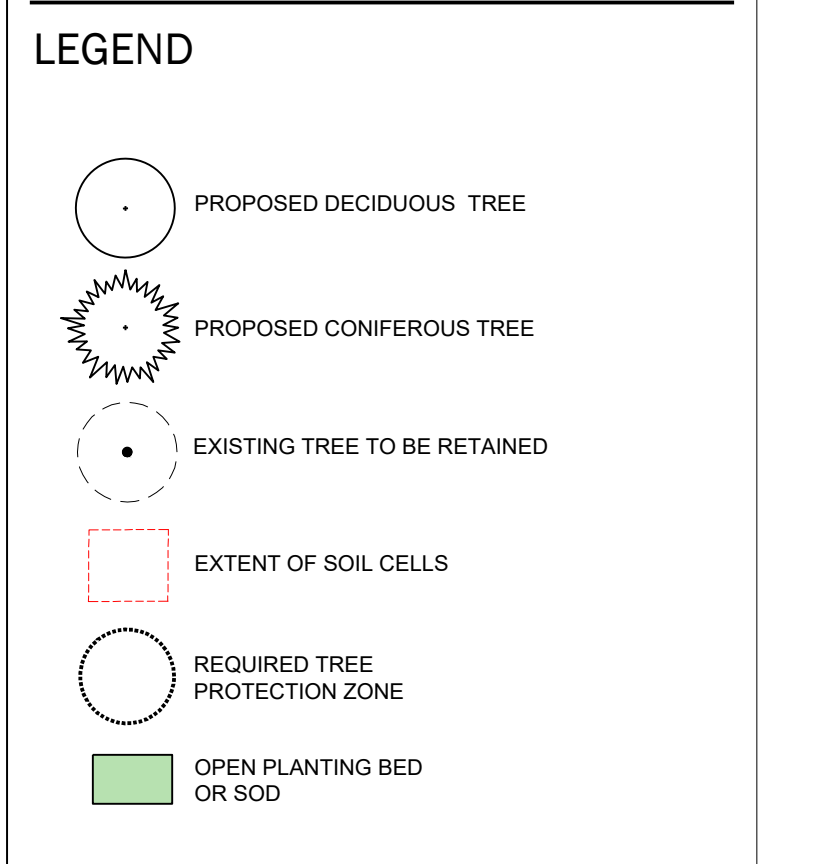 LEGEND
PROPOSED DECIDUOUS TREE
PROPOSED CONIFEROUS TREE
EXISTING TREE TO BE RETAINED
EXTENT OF SOIL CELLS
REQUIRED TREE
PROTECTION ZONE
OPEN PLANTING BED
OR SOD